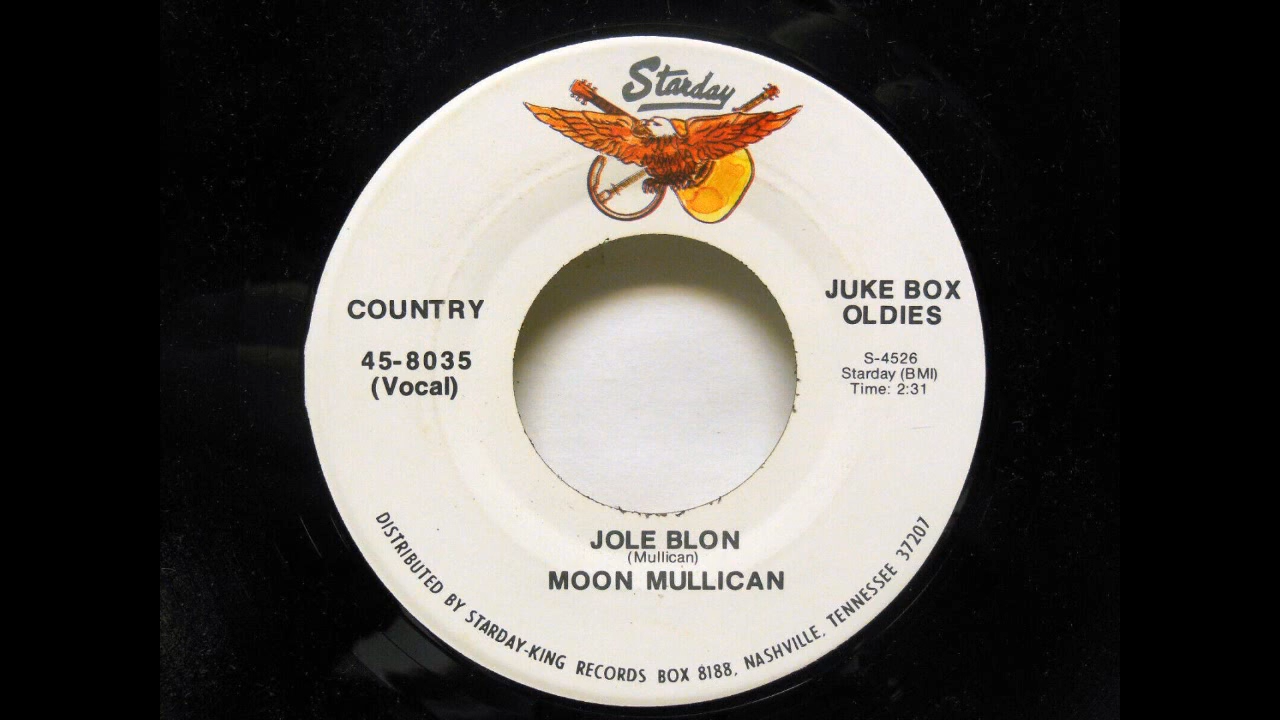 Starday
COUNTRY
45-8035
(Vocal)
JUKE BOX
OLDIES
S-4526
Starday (BMI)
Time: 2:31
JOLE BLON
(Mullican)
MOON MULLICAN
DISTRIBUTED BY STARDAY-KING RECORDS BOX 8188, NASHVILLE, TENNESSEE 37207